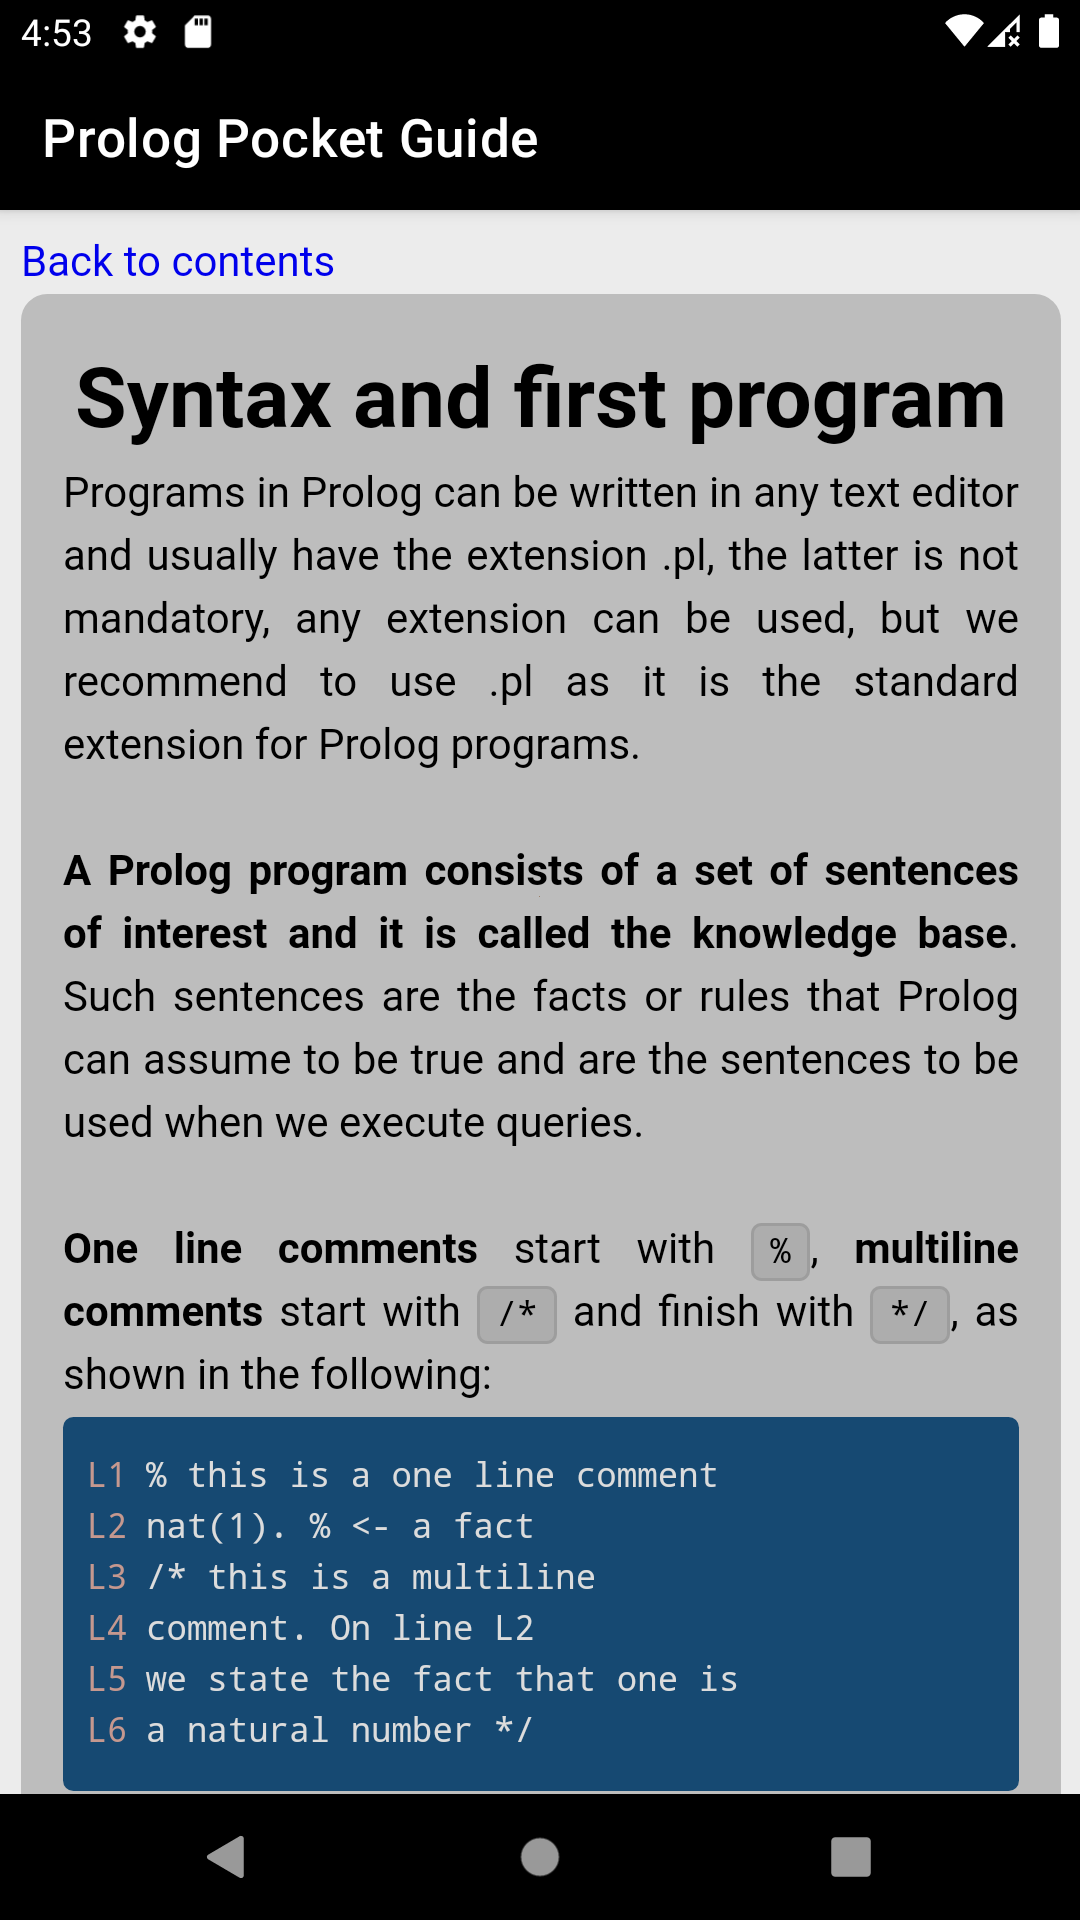 4:53
Prolog Pocket Guide
Back to contents
Syntax and first program
Programs in Prolog can be written in any text editor
and usually have the extension .pl, the latter is not
mandatory, any extension can be used, but we
recommend to use .pl as it is the standard
extension for Prolog programs.
A Prolog program consists of a set of sentences
of interest and it is called the knowledge base.
Such sentences are the facts or rules that Prolog
can assume to be true and are the sentences to be
used when we execute queries.
One line comments start with %, multiline
comments start with /* and finish with */, as
shown in the following:
L1 % this is a one line comment
L2 nat(1). % <- a fact
L3 /* this is a multiline
L4 comment. On line L2
L5 we state the fact that one is
L6 a natural number */